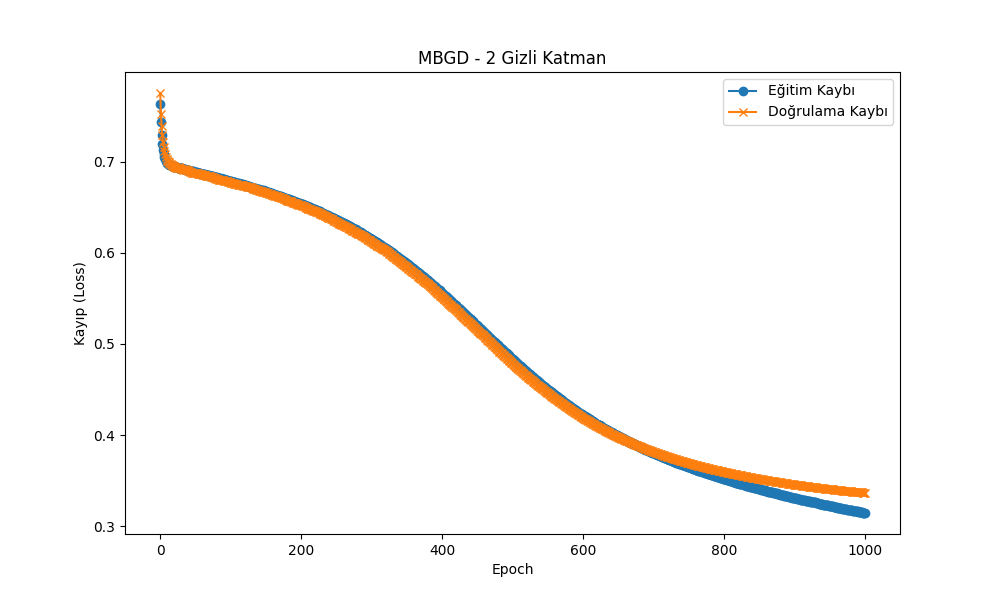 MBGD - 2 Gizli Katman
Eğitim Kaybı
Doğrulama Kaybı
Kayıp (Loss)
0.7
0.6
0.5
0.4
0.3
0
200
400
600
800
1000
Epoch